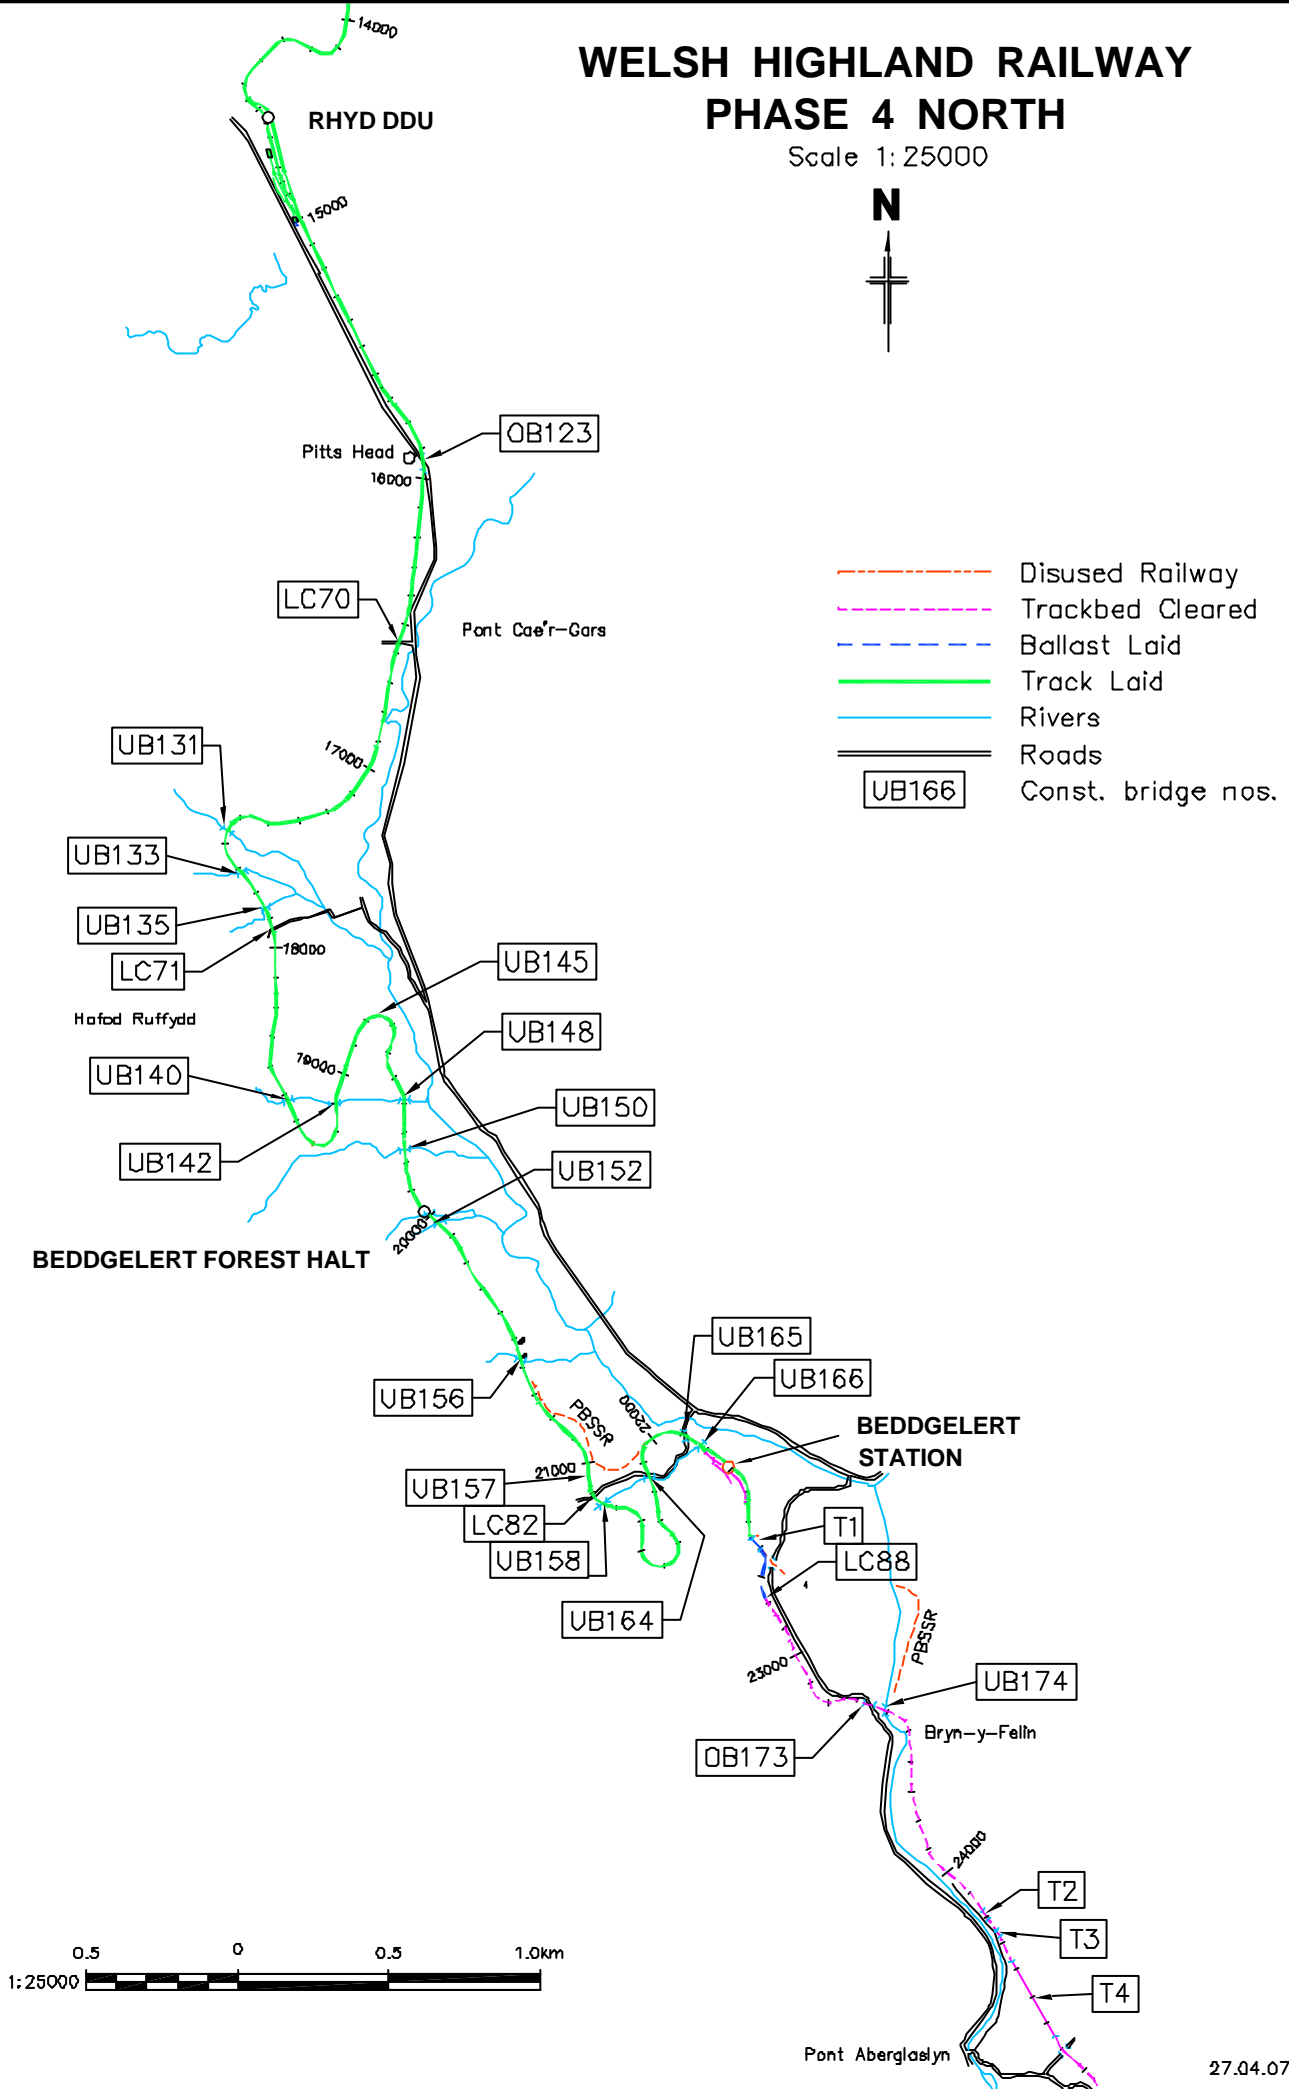 WELSH HIGHLAND RAILWAY
PHASE 4 NORTH
Scale 1:25000
N
14000
RHYD DDU
15000
OB123
Pitts Head
16000
LC70
Pont Cae'r-Gors
Disused Railway
Trackbed Cleared
Ballast Laid
Track Laid
Rivers
Roads
UB166
Const. bridge nos.
UB131
17000
UB133
UB135
18000
LC71
UB145
Hafod Ruffydd
UB148
19000
UB140
UB150
UB142
UB152
20000
BEDDGELERT FOREST HALT
UB165
UB166
UB156
PBSSR
22000
BEDDGELERT
STATION
21000
UB157
LC82
UB158
T1
LC88
UB164
PBSSR
23000
UB174
Bryn-y-Felin
OB173
24000
T2
T3
T4
0.5
0
0.5
1.0km
1:25000
Pont Aberglaslyn
27.04.07